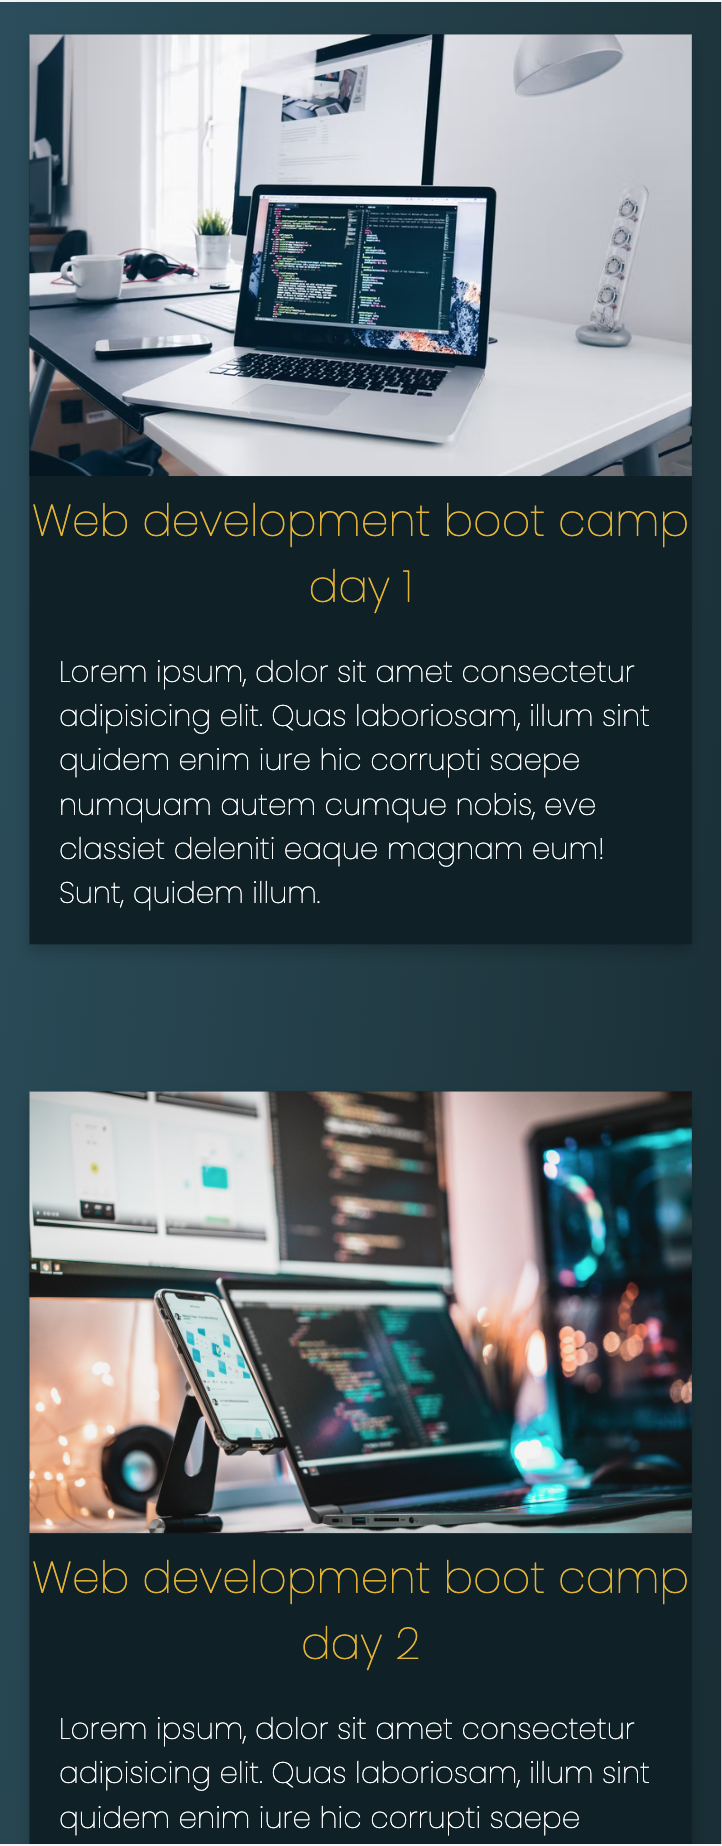 Web development boot camp
day 1
Lorem ipsum, dolor sit amet consectetur
adipisicing elit. Quas laboriosam, illum sint
quidem enim iure hic corrupti saepe
numquam autem cumque nobis, eve
classiet deleniti eaque magnam eum!
Sunt, quidem illum.
Web development boot camp
day 2
Lorem ipsum, dolor sit amet consectetur
adipisicing elit. Quas laboriosam, illum sint
quidem enim iure hic corrupti saepe